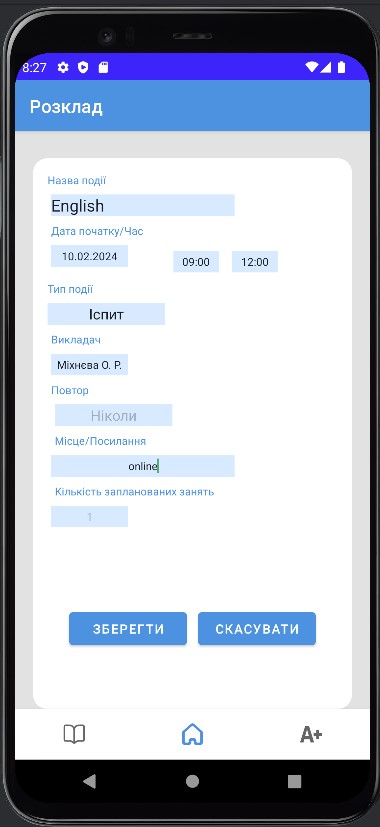 8:27
Розклад
Назва події
English
Дата початку/Час
10.02.2024 09:00 12:00
Тип події
Іспит
Викладач
Міхнєва О. Р.
Повтор
Ніколи
Місце/Посилання
online
Кількість запланованих занять
1
ЗБЕРЕГТИ СКАСУВАТИ
A+